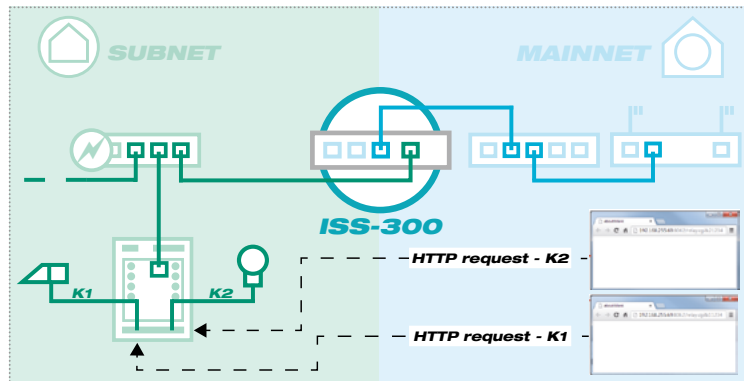 SUBNET
MAINNET
ISS-300
K1
K2
HTTP request - K2
HTTP request - K1